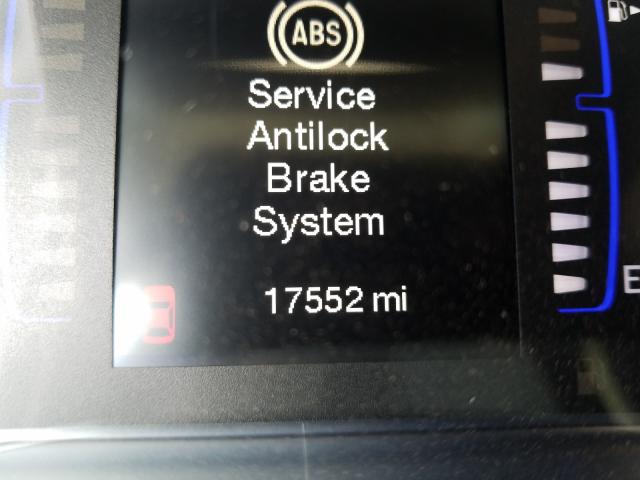 ABS
Service
Antilock
Brake
System
17552 mi
E